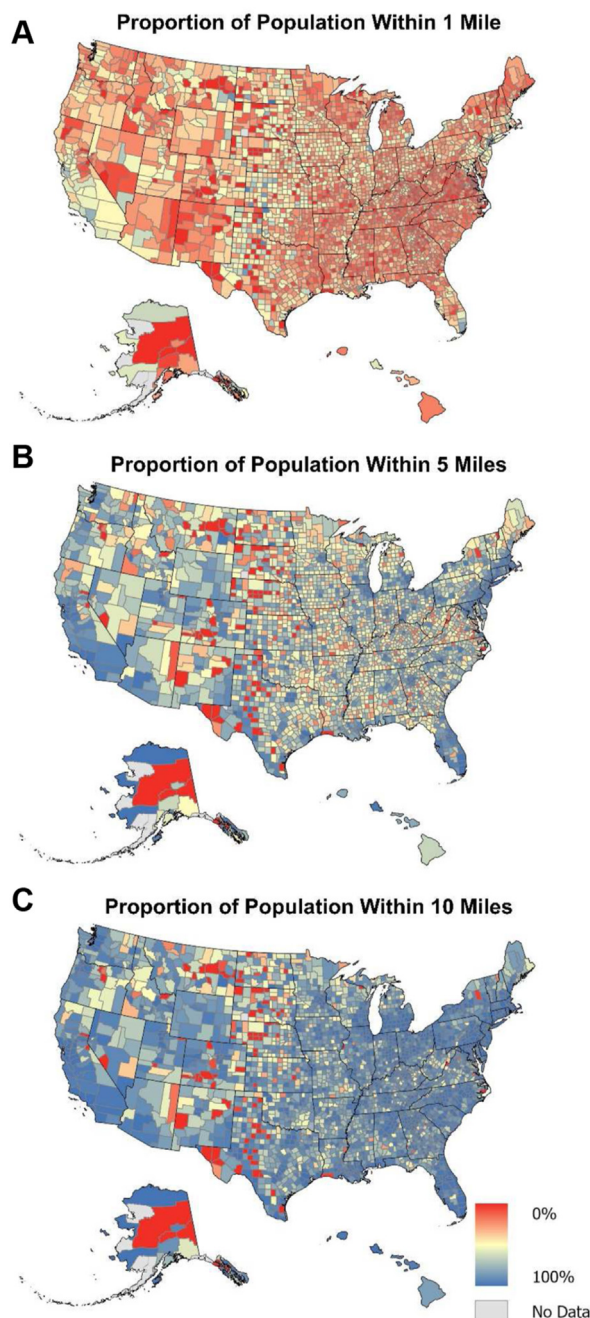 A
Proportion of Population Within 1 Mile
B
Proportion of Population Within 5 Miles
C
Proportion of Population Within 10 Miles
0%
100%
No Data